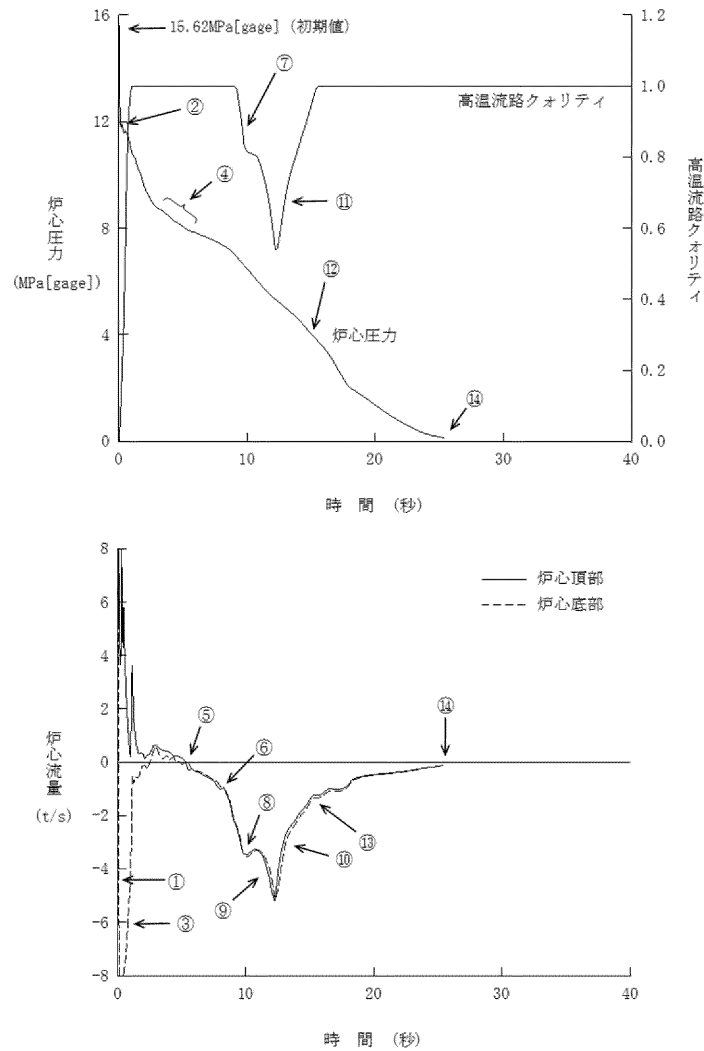 16
12
8
4
0
炉心圧力
(MPa[gage])
15.62MPa[gage] (初期値)
②
④
⑦
⑪
⑫
⑭
高温流路クオリティ
炉心圧力
1.2
1.0
0.8
0.6
0.4
0.2
0.0
高温流路クオリティ
0 10 20 30 40
時 間 (秒)
8
6
4
2
0
-2
-4
-6
-8
炉心流量
(t/s)
炉心頂部
炉心底部
①
③
⑤
⑥
⑧
⑨
⑩
⑬
⑭
0 10 20 30 40
時 間 (秒)